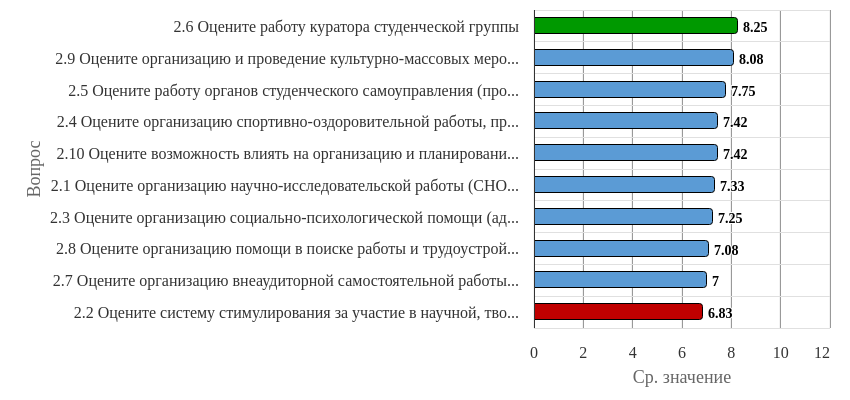 2.6 Оцените работу куратора студенческой группы 8.25
2.9 Оцените организацию и проведение культурно-массовых меро... 8.08
2.5 Оцените работу органов студенческого самоуправления (про... 7.75
2.4 Оцените организацию спортивно-оздоровительной работы, пр... 7.42
2.10 Оцените возможность влиять на организацию и планировани... 7.42
2.1 Оцените организацию научно-исследовательской работы (СНО... 7.33
2.3 Оцените организацию социально-психологической помощи (ад... 7.25
2.8 Оцените организацию помощи в поиске работы и трудоустрой... 7.08
2.7 Оцените организацию внеаудиторной самостоятельной работы... 7
2.2 Оцените систему стимулирования за участие в научной, тво... 6.83
Вопрос
0 2 4 6 8 10 12
Ср. значение